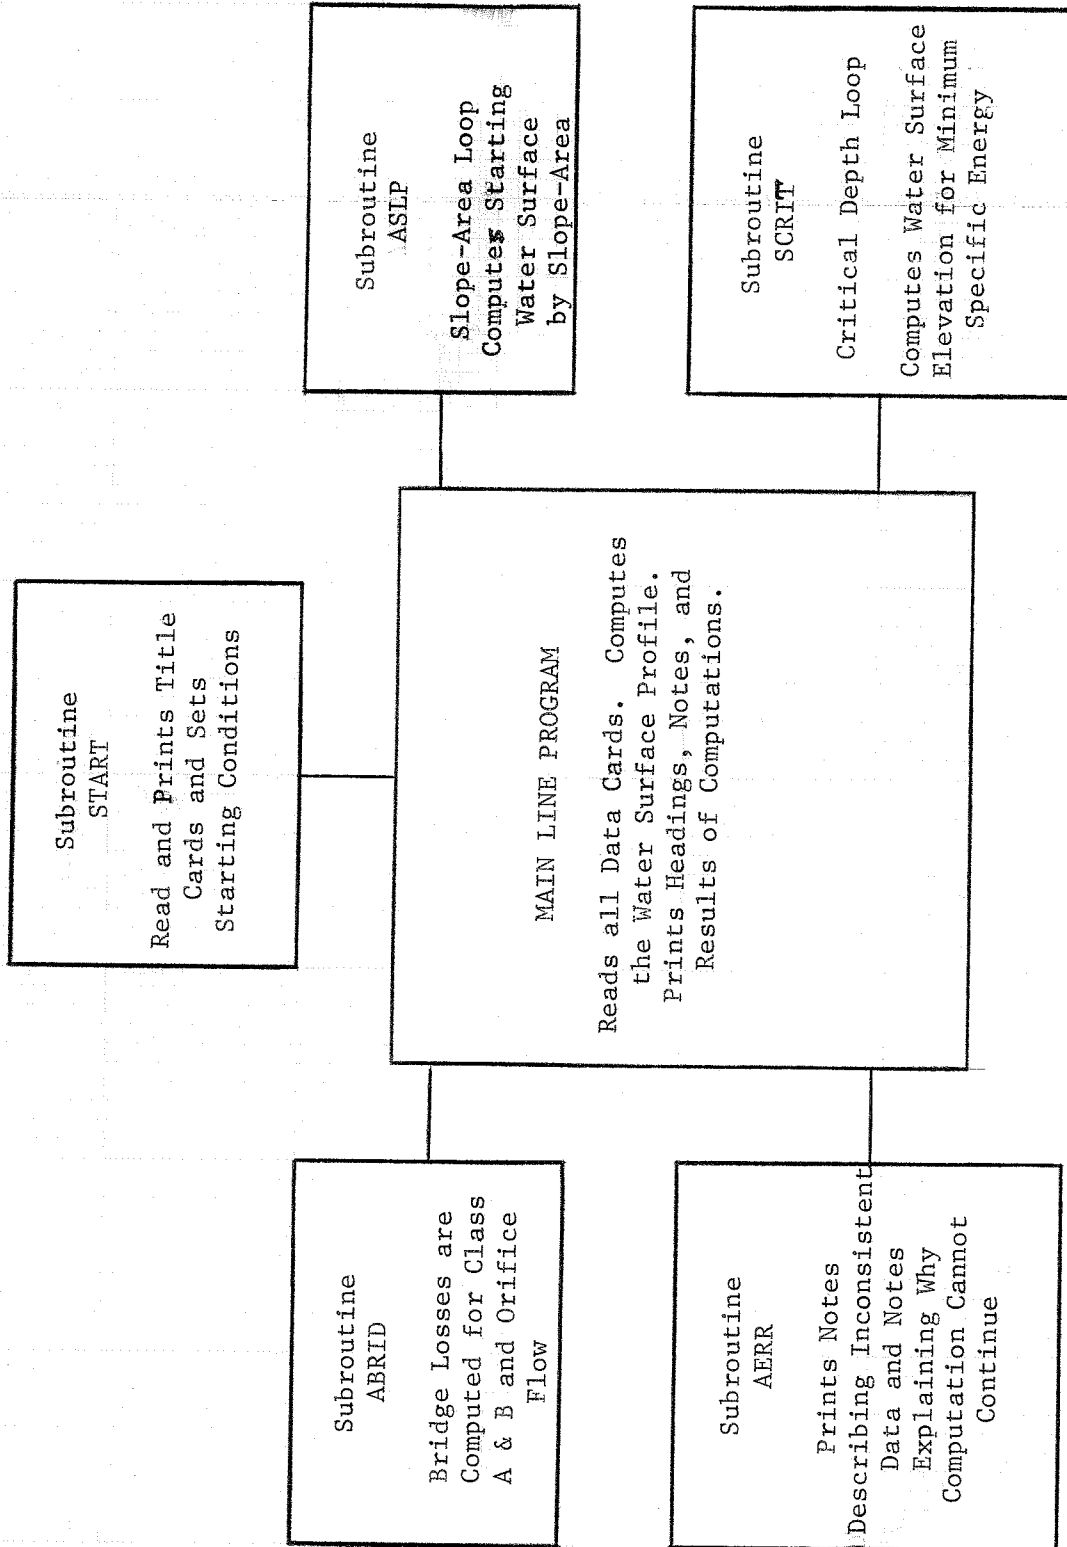 Subroutine
START
Read and Prints Title
Cards and Sets
Starting Conditions
Subroutine
ABRID
Bridge Losses are
Computed for Class
A & B and Orifice
Flow
MAIN LINE PROGRAM
Reads all Data Cards.  Computes
the Water Surface Profile.
Prints Headings, Notes, and
Results of Computations.
Subroutine
ASLP
Slope-Area Loop
Computes Starting
Water Surface
by Slope-Area
Subroutine
AERR
Prints Notes
Describing Inconsistent
Data and Notes
Explaining Why
Computation Cannot
Continue
Subroutine
SCRIT
Critical Depth Loop
Computes Water Surface
Elevation for Minimum
Specific Energy